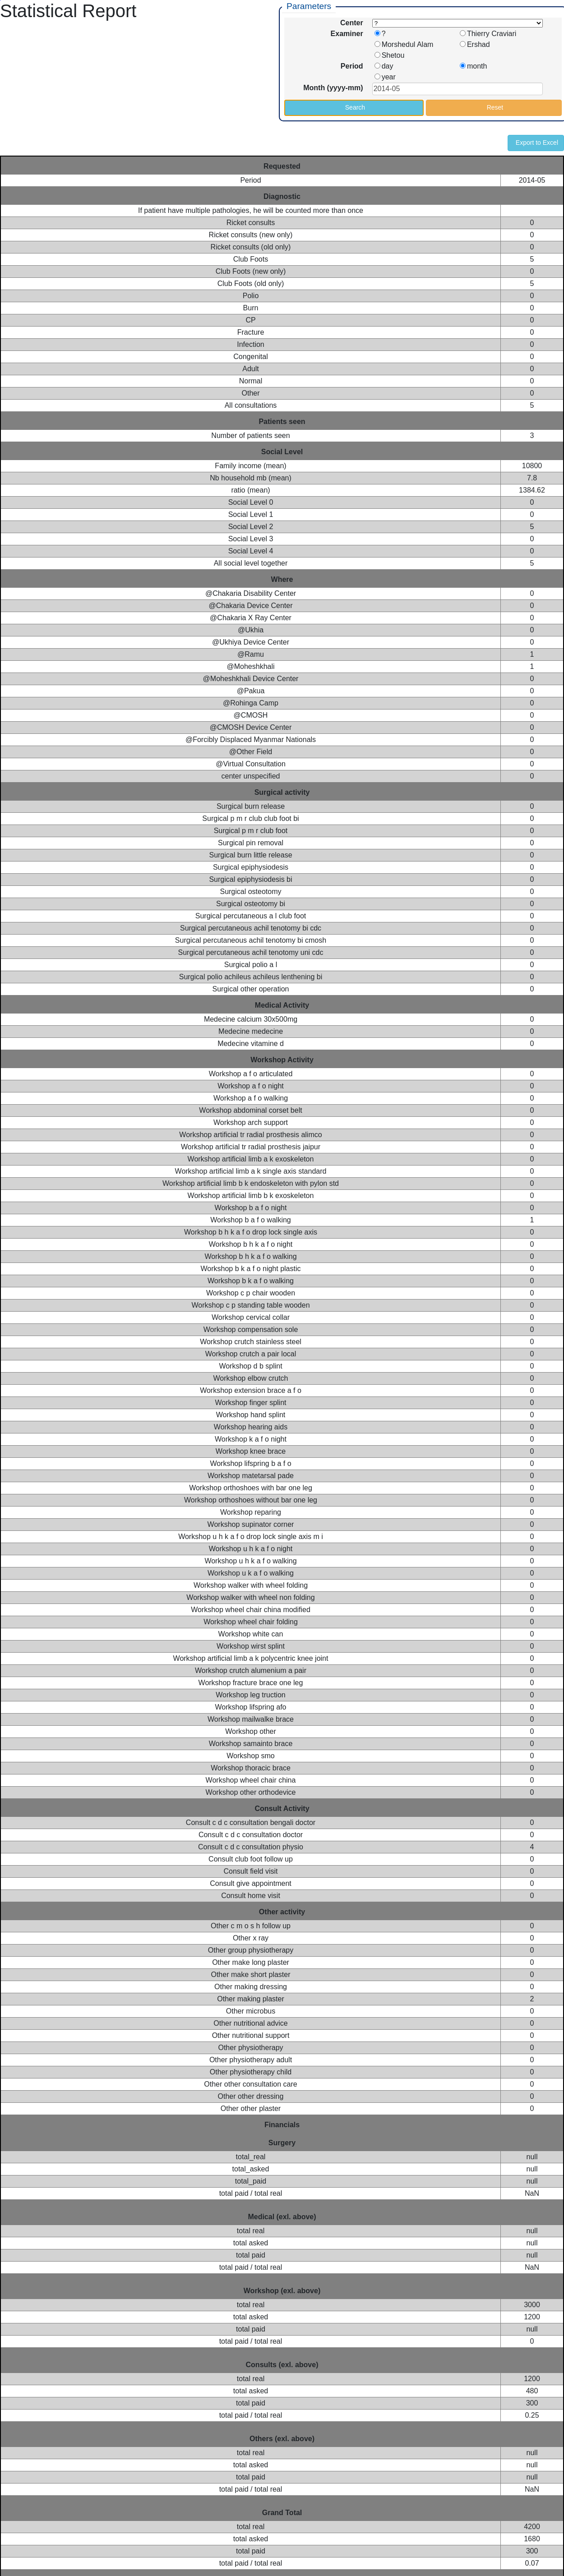 Statistical Report
Parameters
Center ?
Examiner ? Thierry Craviari
Morshedul Alam Ershad
Shetou
Period day month
year
Month (yyyy-mm) 2014-05
Search Reset
Export to Excel
Requested
Period 2014-05
Diagnostic
If patient have multiple pathologies, he will be counted more than once
Ricket consults 0
Ricket consults (new only) 0
Ricket consults (old only) 0
Club Foots 5
Club Foots (new only) 0
Club Foots (old only) 5
Polio 0
Burn 0
CP 0
Fracture 0
Infection 0
Congenital 0
Adult 0
Normal 0
Other 0
All consultations 5
Patients seen
Number of patients seen 3
Social Level
Family income (mean) 10800
Nb household mb (mean) 7.8
ratio (mean) 1384.62
Social Level 0 0
Social Level 1 0
Social Level 2 5
Social Level 3 0
Social Level 4 0
All social level together 5
Where
@Chakaria Disability Center 0
@Chakaria Device Center 0
@Chakaria X Ray Center 0
@Ukhia 0
@Ukhiya Device Center 0
@Ramu 1
@Moheshkhali 1
@Moheshkhali Device Center 0
@Pakua 0
@Rohinga Camp 0
@CMOSH 0
@CMOSH Device Center 0
@Forcibly Displaced Myanmar Nationals 0
@Other Field 0
@Virtual Consultation 0
center unspecified 0
Surgical activity
Surgical burn release 0
Surgical p m r club club foot bi 0
Surgical p m r club foot 0
Surgical pin removal 0
Surgical burn little release 0
Surgical epiphysiodesis 0
Surgical epiphysiodesis bi 0
Surgical osteotomy 0
Surgical osteotomy bi 0
Surgical percutaneous a l club foot 0
Surgical percutaneous achil tenotomy bi cdc 0
Surgical percutaneous achil tenotomy bi cmosh 0
Surgical percutaneous achil tenotomy uni cdc 0
Surgical polio a l 0
Surgical polio achileus achileus lenthening bi 0
Surgical other operation 0
Medical Activity
Medecine calcium 30x500mg 0
Medecine medecine 0
Medecine vitamine d 0
Workshop Activity
Workshop a f o articulated 0
Workshop a f o night 0
Workshop a f o walking 0
Workshop abdominal corset belt 0
Workshop arch support 0
Workshop artificial tr radial prosthesis alimco 0
Workshop artificial tr radial prosthesis jaipur 0
Workshop artificial limb a k exoskeleton 0
Workshop artificial limb a k single axis standard 0
Workshop artificial limb b k endoskeleton with pylon std 0
Workshop artificial limb b k exoskeleton 0
Workshop b a f o night 0
Workshop b a f o walking 1
Workshop b h k a f o drop lock single axis 0
Workshop b h k a f o night 0
Workshop b h k a f o walking 0
Workshop b k a f o night plastic 0
Workshop b k a f o walking 0
Workshop c p chair wooden 0
Workshop c p standing table wooden 0
Workshop cervical collar 0
Workshop compensation sole 0
Workshop crutch stainless steel 0
Workshop crutch a pair local 0
Workshop d b splint 0
Workshop elbow crutch 0
Workshop extension brace a f o 0
Workshop finger splint 0
Workshop hand splint 0
Workshop hearing aids 0
Workshop k a f o night 0
Workshop knee brace 0
Workshop lifspring b a f o 0
Workshop matetarsal pade 0
Workshop orthoshoes with bar one leg 0
Workshop orthoshoes without bar one leg 0
Workshop reparing 0
Workshop supinator corner 0
Workshop u h k a f o drop lock single axis m i 0
Workshop u h k a f o night 0
Workshop u h k a f o walking 0
Workshop u k a f o walking 0
Workshop walker with wheel folding 0
Workshop walker with wheel non folding 0
Workshop wheel chair china modified 0
Workshop wheel chair folding 0
Workshop white can 0
Workshop wirst splint 0
Workshop artificial limb a k polycentric knee joint 0
Workshop crutch alumenium a pair 0
Workshop fracture brace one leg 0
Workshop leg truction 0
Workshop lifspring afo 0
Workshop mailwalke brace 0
Workshop other 0
Workshop samainto brace 0
Workshop smo 0
Workshop thoracic brace 0
Workshop wheel chair china 0
Workshop other orthodevice 0
Consult Activity
Consult c d c consultation bengali doctor 0
Consult c d c consultation doctor 0
Consult c d c consultation physio 4
Consult club foot follow up 0
Consult field visit 0
Consult give appointment 0
Consult home visit 0
Other activity
Other c m o s h follow up 0
Other x ray 0
Other group physiotherapy 0
Other make long plaster 0
Other make short plaster 0
Other making dressing 0
Other making plaster 2
Other microbus 0
Other nutritional advice 0
Other nutritional support 0
Other physiotherapy 0
Other physiotherapy adult 0
Other physiotherapy child 0
Other other consultation care 0
Other other dressing 0
Other other plaster 0
Financials
Surgery
total_real null
total_asked null
total_paid null
total paid / total real NaN
Medical (exl. above)
total real null
total asked null
total paid null
total paid / total real NaN
Workshop (exl. above)
total real 3000
total asked 1200
total paid null
total paid / total real 0
Consults (exl. above)
total real 1200
total asked 480
total paid 300
total paid / total real 0.25
Others (exl. above)
total real null
total asked null
total paid null
total paid / total real NaN
Grand Total
total real 4200
total asked 1680
total paid 300
total paid / total real 0.07